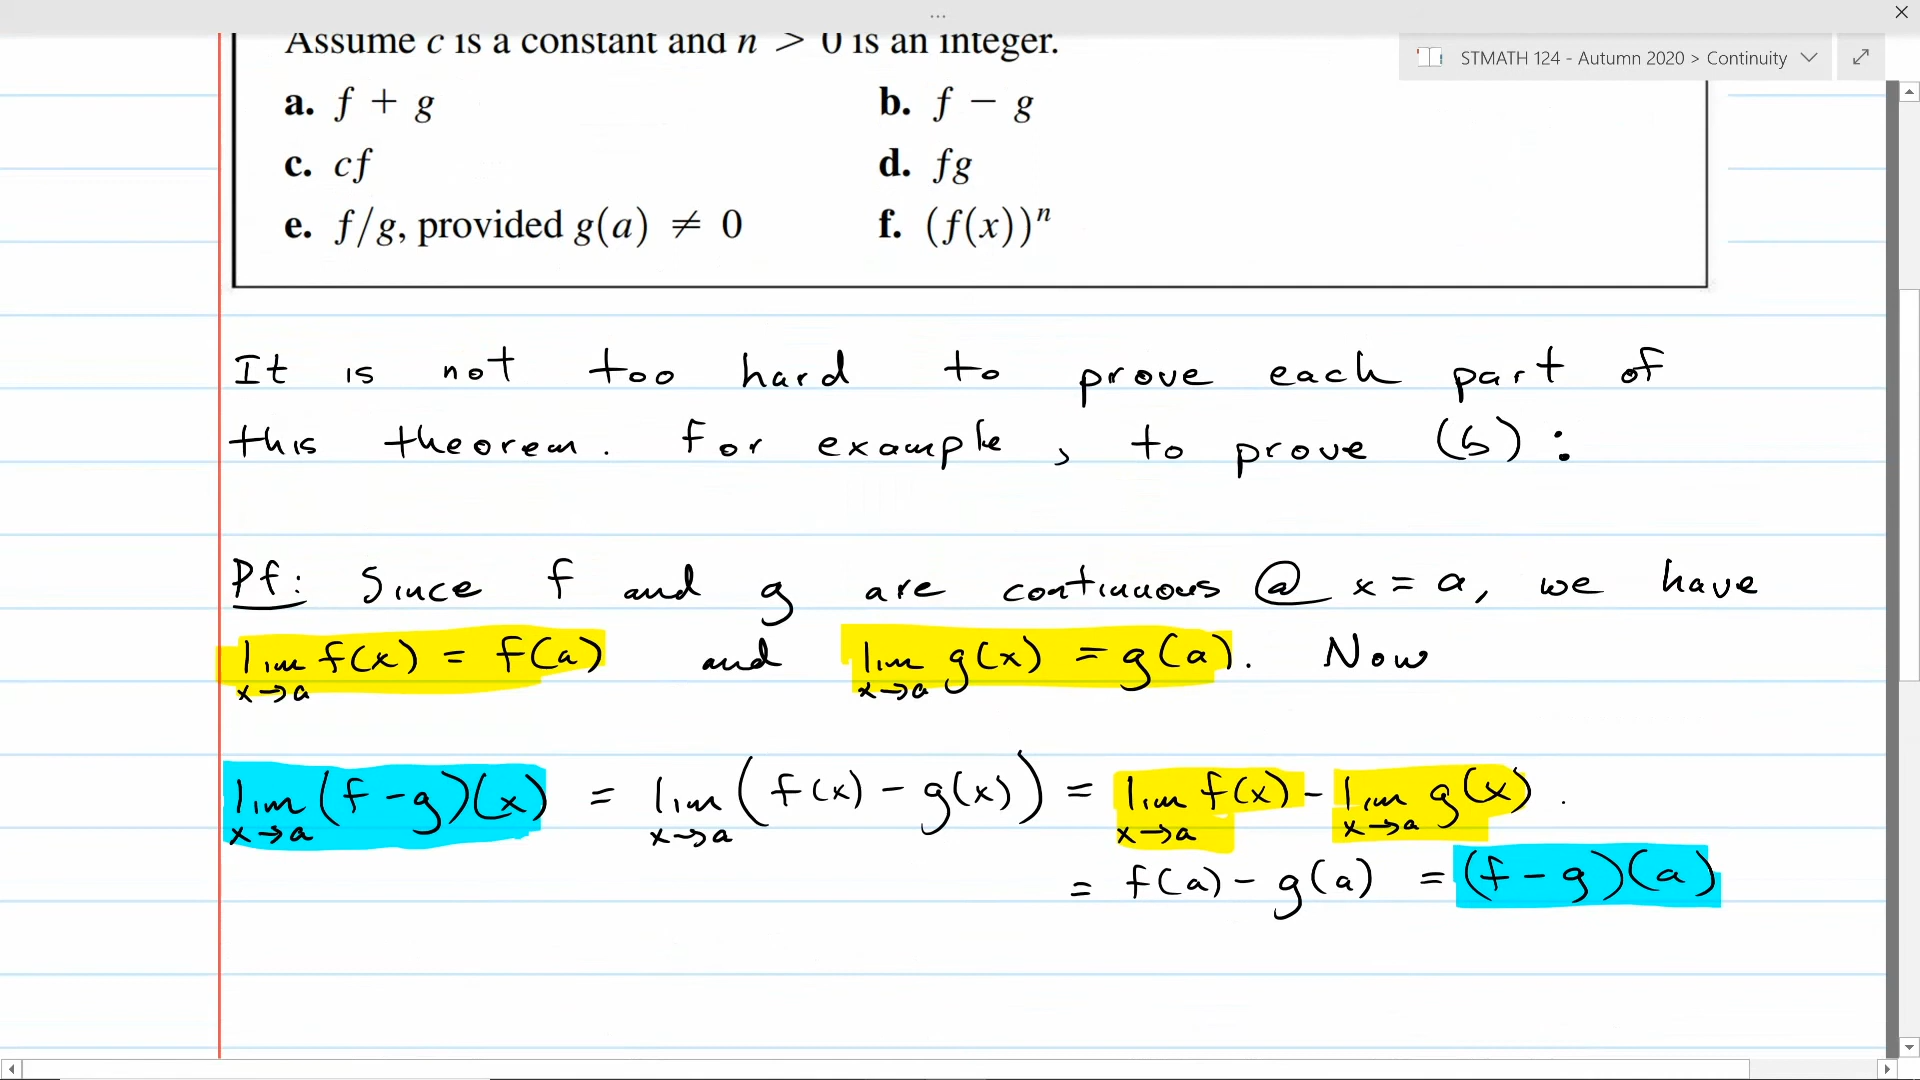 ...
STMATH 124 - Autumn 2020 > Continuity
Assume c is a constant and n > 0 is an integer.
a. f + g
b. f − g
c. cf
d. fg
e. f/g, provided g(a) ≠ 0
f. (f(x))ⁿ
It is not too hard to prove each part of
this theorem. For example, to prove (b):
Pf: Since f and g are continuous @ x = a, we have
lim f(x) = f(a) and lim g(x) = g(a). Now
x→a x→a
lim (f-g)(x) = lim (f(x) - g(x)) = lim f(x) - lim g(x).
x→a x→a x→a x→a
= f(a) - g(a) = (f-g)(a)